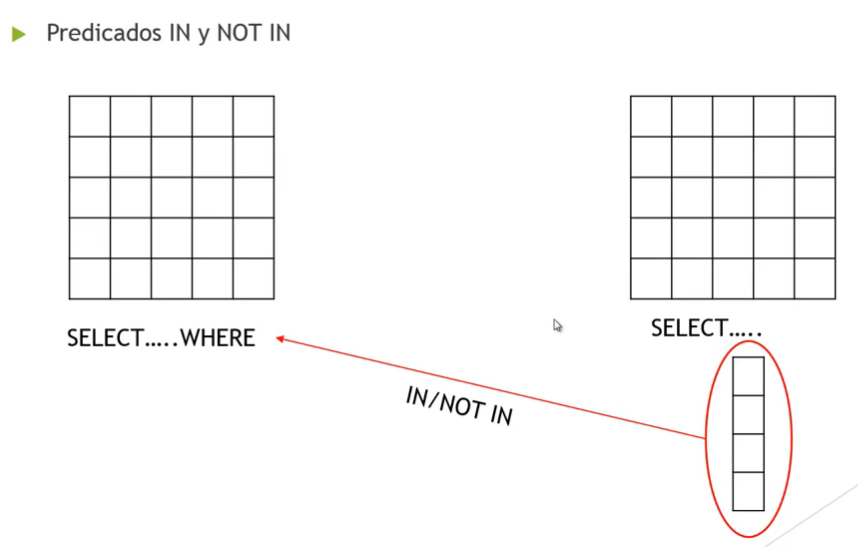 Predicados IN y NOT IN
SELECT.....WHERE
SELECT.....
IN/NOT IN